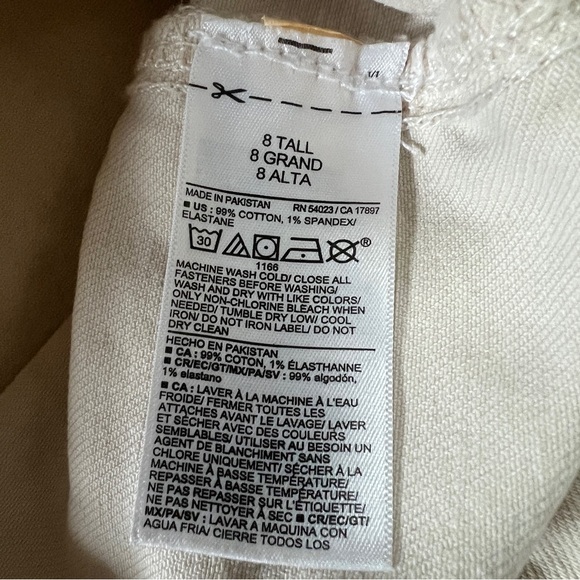 1/1
8 TALL
8 GRAND
8 ALTA
MADE IN PAKISTAN RN 54023 / CA 17897
■ US : 99% COTTON, 1% SPANDEX/
ELASTANE
30 ®
1166
MACHINE WASH COLD/ CLOSE ALL
FASTENERS BEFORE WASHING/
WASH AND DRY WITH LIKE COLORS/
ONLY NON-CHLORINE BLEACH WHEN
NEEDED/ TUMBLE DRY LOW/ COOL
IRON/ DO NOT IRON LABEL/ DO NOT
DRY CLEAN
HECHO EN PAKISTAN
■ CA : 99% COTTON, 1% ÉLASTHANNE
■ CR/EC/GT/MX/PA/SV : 99% algodón,
1% elastano
■ CA : LAVER À LA MACHINE À L'EAU
FROIDE/ FERMER TOUTES LES
ATTACHES AVANT LE LAVAGE/ LAVER
ET SÉCHER AVEC DES COULEURS
SEMBLABLES/ UTILISER AU BESOIN UN
AGENT DE BLANCHIMENT SANS
CHLORE UNIQUEMENT/ SÉCHER À LA
MACHINE À BASSE TEMPÉRATURE/
REPASSER À BASSE TEMPÉRATURE/
NE PAS REPASSER SUR L'ÉTIQUETTE/
NE PAS NETTOYER À SEC ■ CR/EC/GT/
MX/PA/SV : LAVAR A MAQUINA CON
AGUA FRIA/ CIERRE TODOS LOS